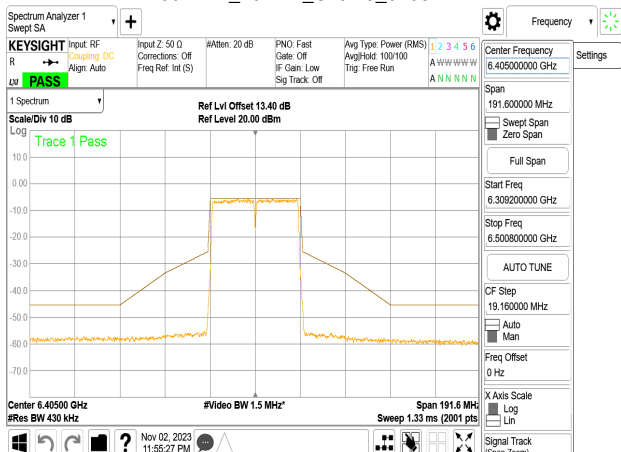 Spectrum Analyzer 1
Swept SA
Frequency
Settings
KEYSIGHT
R
LXI
PASS
Input: RF
Coupling: DC
Align: Auto
Input Z: 50 Ω
Corrections: Off
Freq Ref: Int (S)
#Atten: 20 dB
PNO: Fast
Gate: Off
IF Gain: Low
Sig Track: Off
Avg Type: Power (RMS)
Avg|Hold: 100/100
Trig: Free Run
1 2 3 4 5 6
A W W W W W
A N N N N N
1 Spectrum
Scale/Div 10 dB
Ref Lvl Offset 13.40 dB
Ref Level 20.00 dBm
Log
Trace 1 Pass
10.0
0.00
-10.0
-20.0
-30.0
-40.0
-50.0
-60.0
-70.0
Center 6.40500 GHz
#Res BW 430 kHz
#Video BW 1.5 MHz*
Span 191.6 MHz
Sweep 1.33 ms (2001 pts)
Center Frequency
6.405000000 GHz
Span
191.600000 MHz
Swept Span
Zero Span
Full Span
Start Freq
6.309200000 GHz
Stop Freq
6.500800000 GHz
AUTO TUNE
CF Step
19.160000 MHz
Auto
Man
Freq Offset
0 Hz
X Axis Scale
Log
Lin
Signal Track
(Span Zoom)
?
Nov 02, 2023
11:55:27 PM